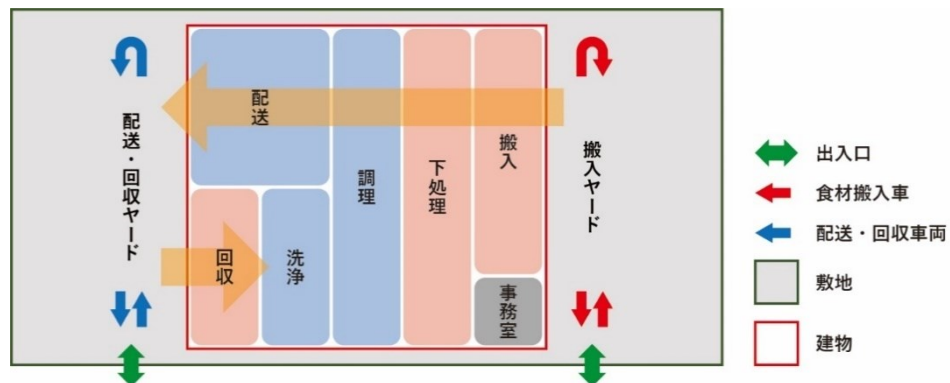 配送・回収ヤード
配送
回収
洗浄
調理
下処理
搬入
事務室
搬入ヤード
出入口
食材搬入車
配送・回収車両
敷地
建物